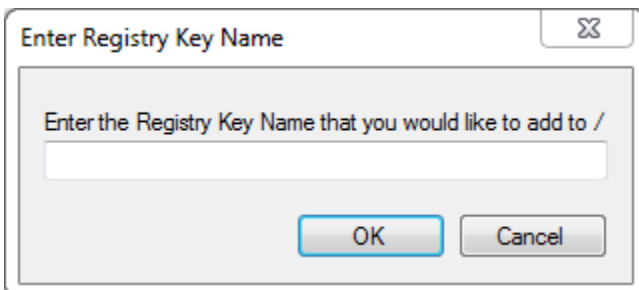 Enter Registry Key Name
Enter the Registry Key Name that you would like to add to /
OK
Cancel